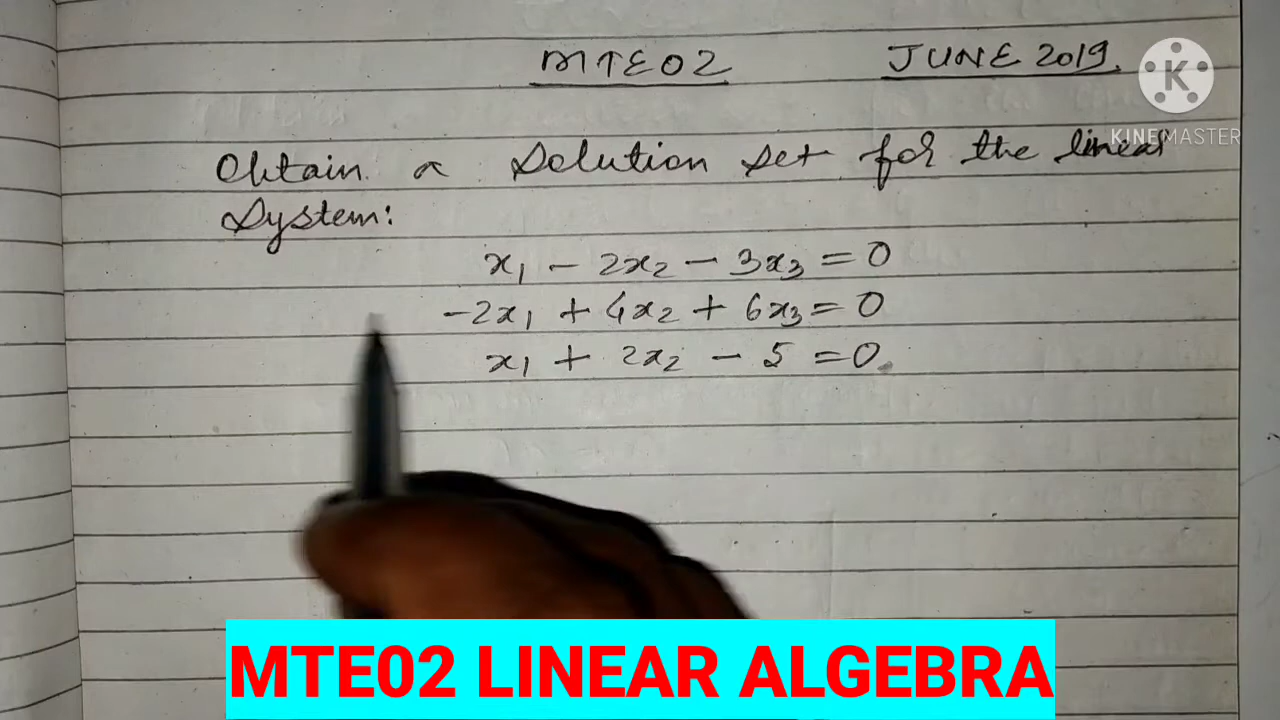 MTE02 JUNE 2019.
K
KINEMASTER
Obtain a solution set for the linear
System:
x₁ - 2x₂ - 3x₃ = 0
-2x₁ + 4x₂ + 6x₃ = 0
x₁ + 2x₂ - 5 = 0.
MTE02 LINEAR ALGEBRA